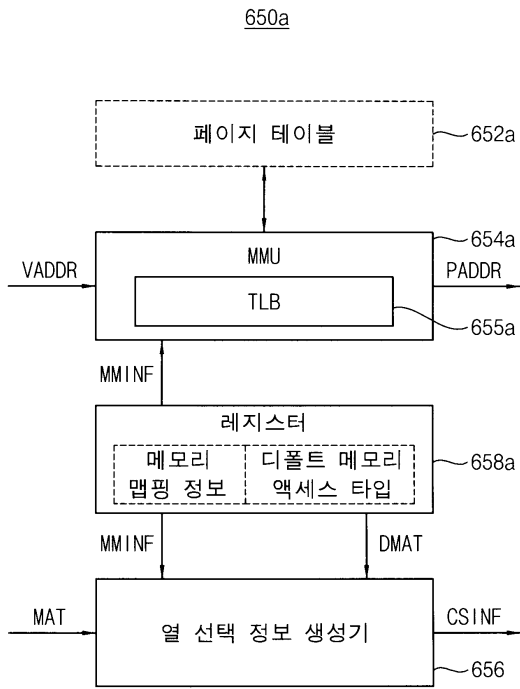 650a
페이지 테이블
652a
654a
MMU
VADDR
PADDR
TLB
655a
MMINF
레지스터
메모리 맵핑 정보
디폴트 메모리 액세스 타입
658a
MMINF
DMAT
MAT
열 선택 정보 생성기
CSINF
656